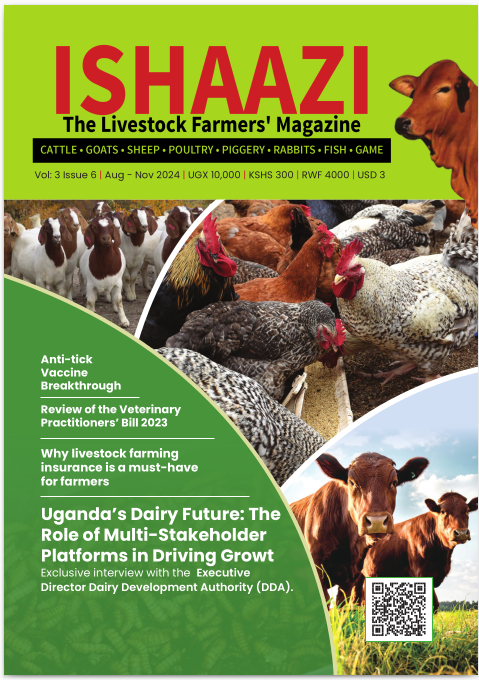 ISHAAZI
The Livestock Farmers' Magazine
CATTLE • GOATS • SHEEP • POULTRY • PIGGERY • RABBITS • FISH • GAME
Vol: 3 Issue 6 | Aug - Nov 2024 | UGX 10,000 | KSHS 300 | RWF 4000 | USD 3
Anti-tick
Vaccine
Breakthrough
Review of the Veterinary
Practitioners' Bill 2023
Why livestock farming
insurance is a must-have
for farmers
Uganda's Dairy Future: The
Role of Multi-Stakeholder
Platforms in Driving Growt
Exclusive interview with the Executive
Director Dairy Development Authority (DDA).